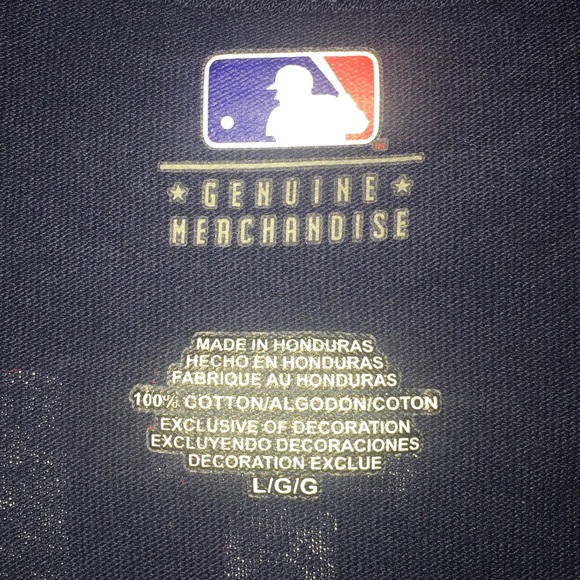 GENUINE
MERCHANDISE
MADE IN HONDURAS
HECHO EN HONDURAS
FABRIQUE AU HONDURAS
100% COTTON/ALGODON/COTON
EXCLUSIVE OF DECORATION
EXCLUYENDO DECORACIONES
DECORATION EXCLUE
L/G/G